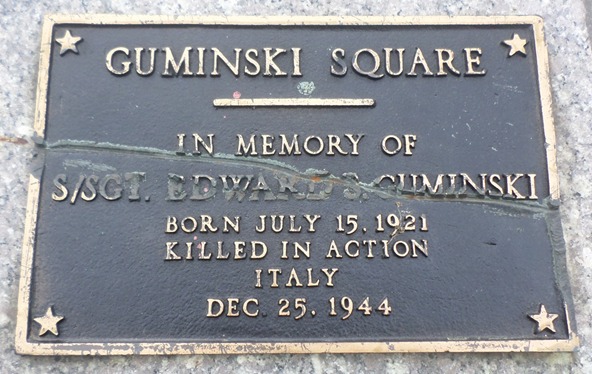 GUMINSKI SQUARE
IN MEMORY OF
S/SGT. EDWARD S. GUMINSKI
BORN JULY 15, 1921
KILLED IN ACTION
ITALY
DEC. 25, 1944